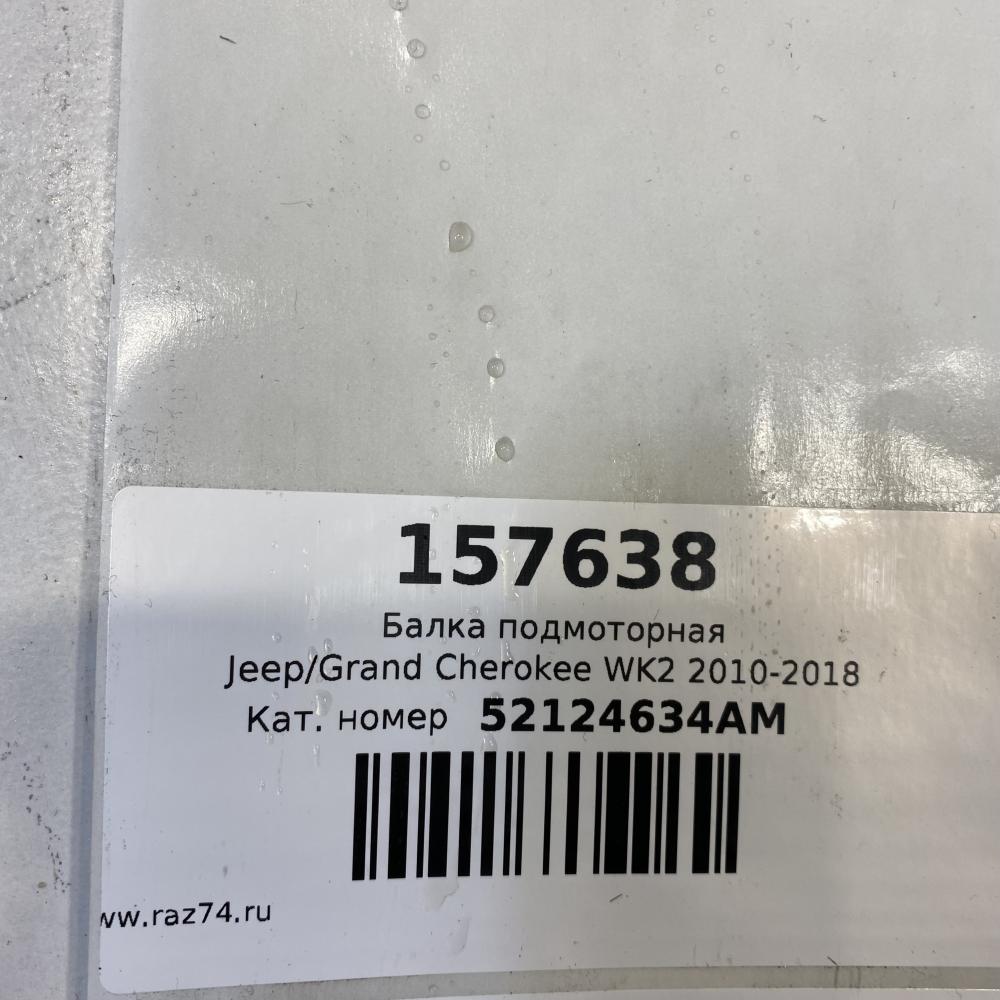 157638
Балка подмоторная
Jeep/Grand Cherokee WK2 2010-2018
Кат. номер 52124634AM
ww.raz74.ru